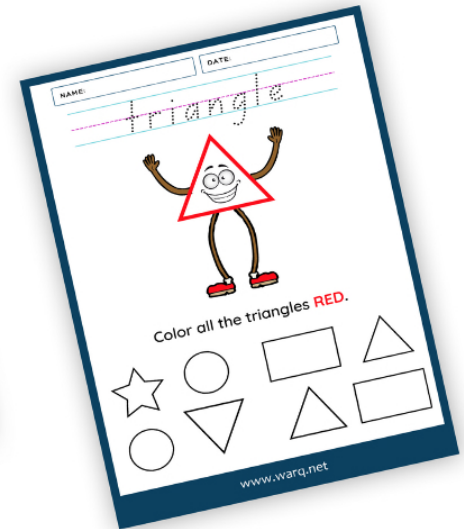 NAME:
DATE:
triangle
Color all the triangles RED.
www.warq.net